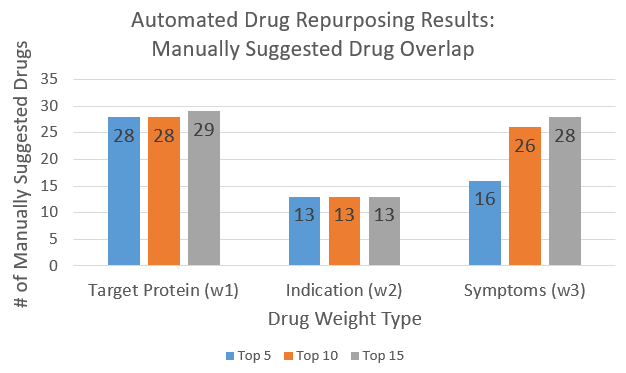 Automated Drug Repurposing Results:
Manually Suggested Drug Overlap
# of Manually Suggested Drugs
35
30
25
20
15
10
5
0
28 28 29
13 13 13
16 26 28
Target Protein (w1) Indication (w2) Symptoms (w3)
Drug Weight Type
Top 5 Top 10 Top 15